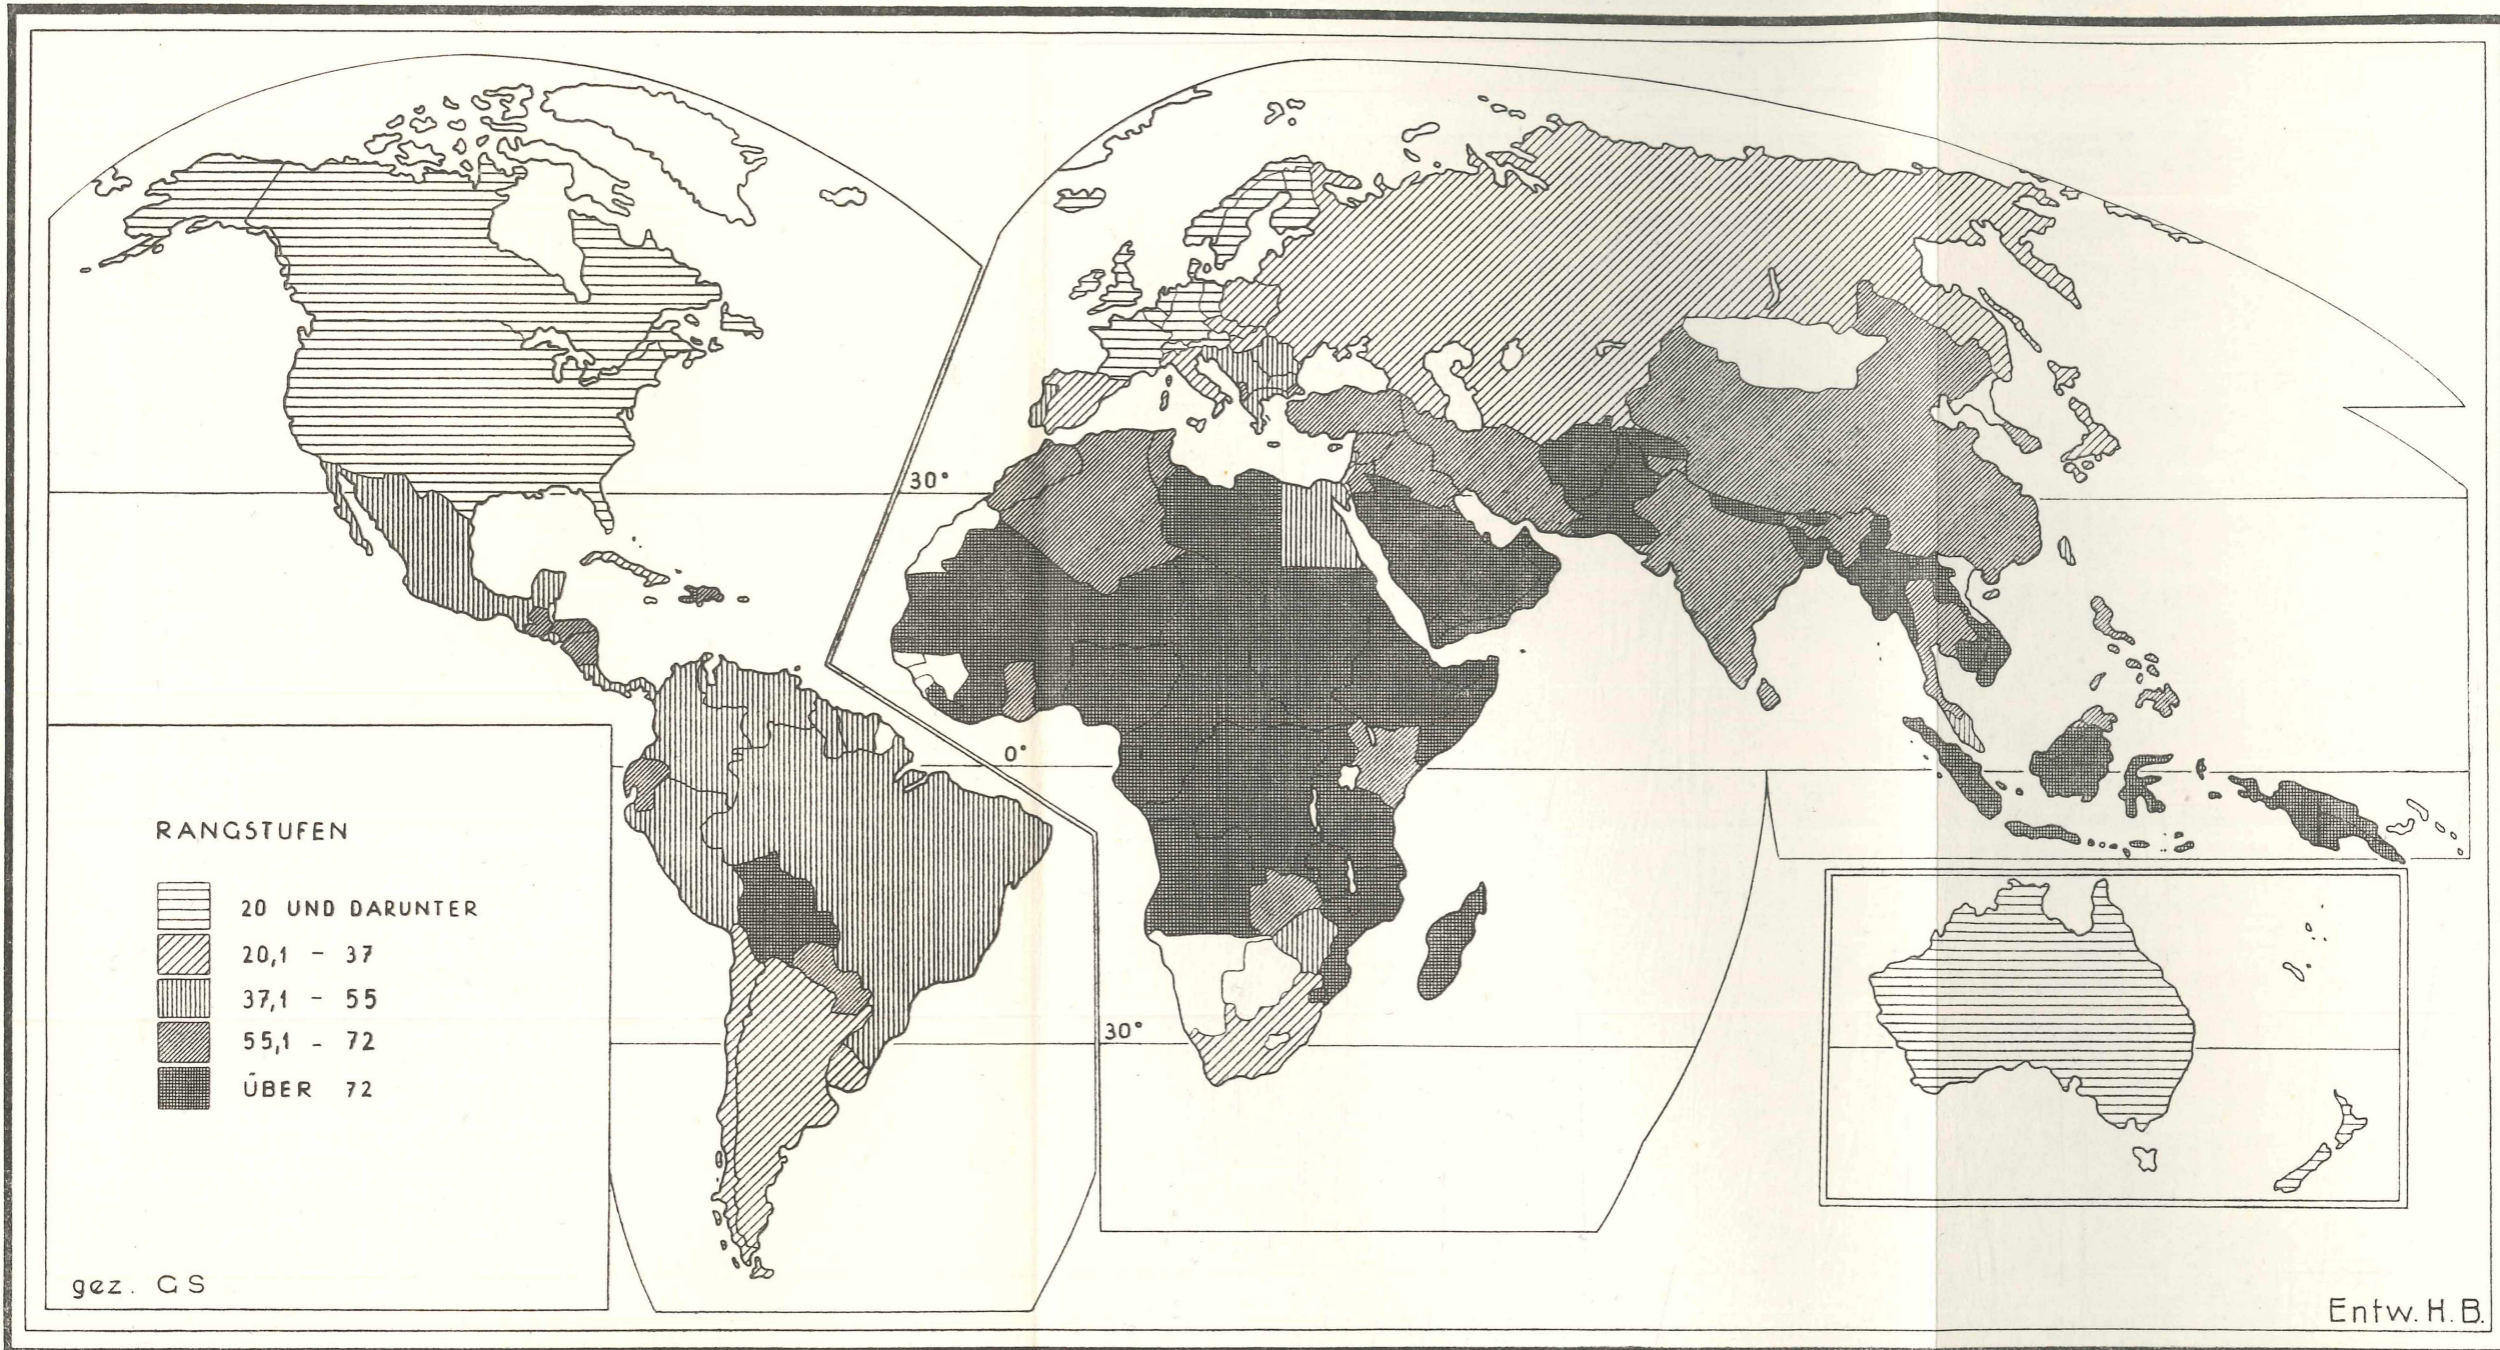 30°
0°
30°
RANGSTUFEN
20 UND DARUNTER
20,1 - 37
37,1 - 55
55,1 - 72
ÜBER 72
gez. GS
Entw. H. B.